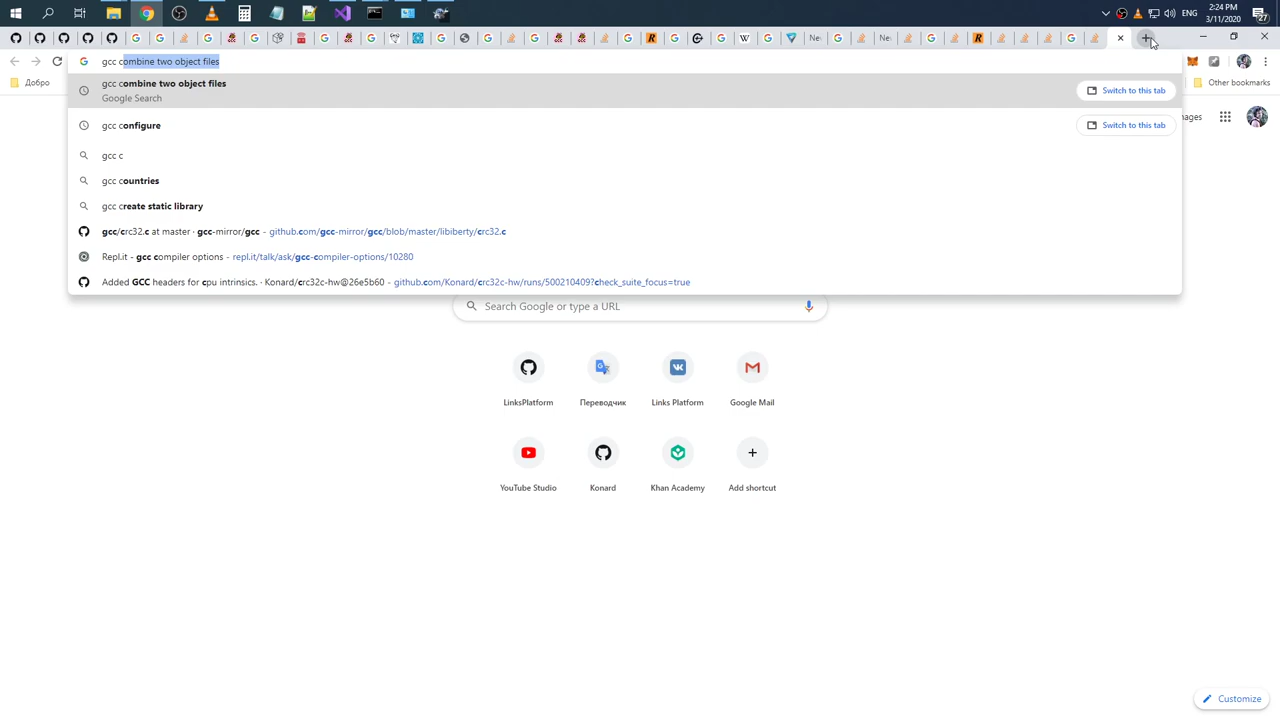 ENG
2:24 PM
3/11/2020
27
Ne
Ne
gcc combine two object files
Добро
Other bookmarks
gcc combine two object files
Google Search
Switch to this tab
gcc configure
Switch to this tab
ages
gcc c
gcc countries
gcc create static library
gcc/crc32.c at master · gcc-mirror/gcc - github.com/gcc-mirror/gcc/blob/master/libiberty/crc32.c
Repl.it - gcc compiler options - repl.it/talk/ask/gcc-compiler-options/10280
Added GCC headers for cpu intrinsics. · Konard/crc32c-hw@26e5b60 - github.com/Konard/crc32c-hw/runs/500210409?check_suite_focus=true
Search Google or type a URL
LinksPlatform
Переводчик
Links Platform
Google Mail
YouTube Studio
Konard
Khan Academy
Add shortcut
Customize